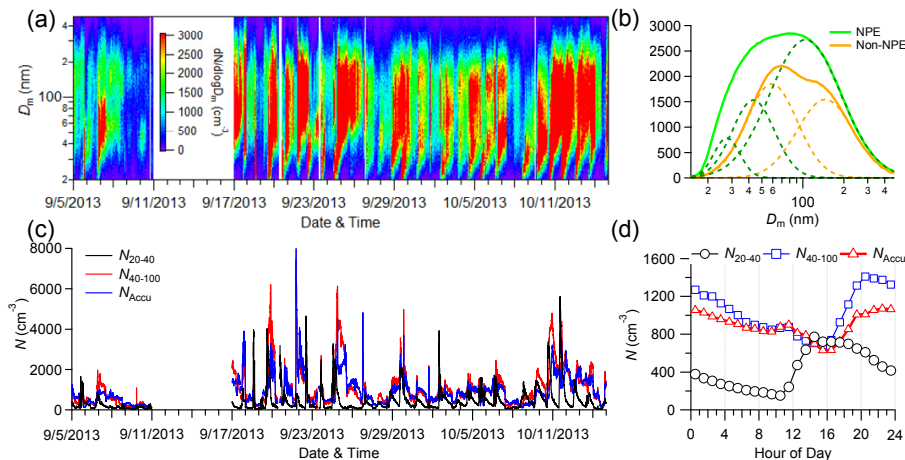 (a)
D_m (nm)
100
8
6
4
2
2
3000
2500
2000
1500
1000
500
0
dN/dlogD_m (cm⁻³)
9/5/2013 9/11/2013 9/17/2013 9/23/2013 9/29/2013 10/5/2013 10/11/2013
Date & Time
(b)
NPE
Non-NPE
3000
2500
2000
1500
1000
500
0
2 3 4 5 6 100 2 3 4
D_m (nm)
(c)
N₂₀₋₄₀
N₄₀₋₁₀₀
N_Accu
N (cm⁻³)
8000
6000
4000
2000
0
9/5/2013 9/11/2013 9/17/2013 9/23/2013 9/29/2013 10/5/2013 10/11/2013
Date & Time
(d)
N₂₀₋₄₀ N₄₀₋₁₀₀ N_Accu
N (cm⁻³)
1600
1200
800
400
0
0 4 8 12 16 20 24
Hour of Day